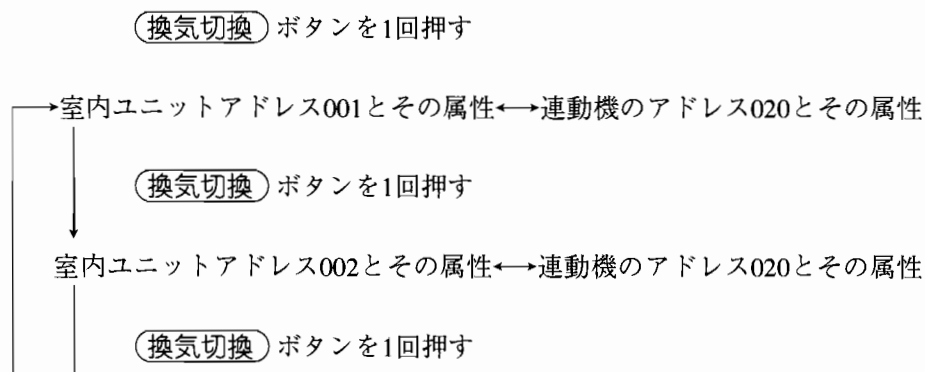 換気切換 ボタンを1回押す
室内ユニットアドレス001とその属性↔連動機のアドレス020とその属性
換気切換 ボタンを1回押す
室内ユニットアドレス002とその属性↔連動機のアドレス020とその属性
換気切換 ボタンを1回押す